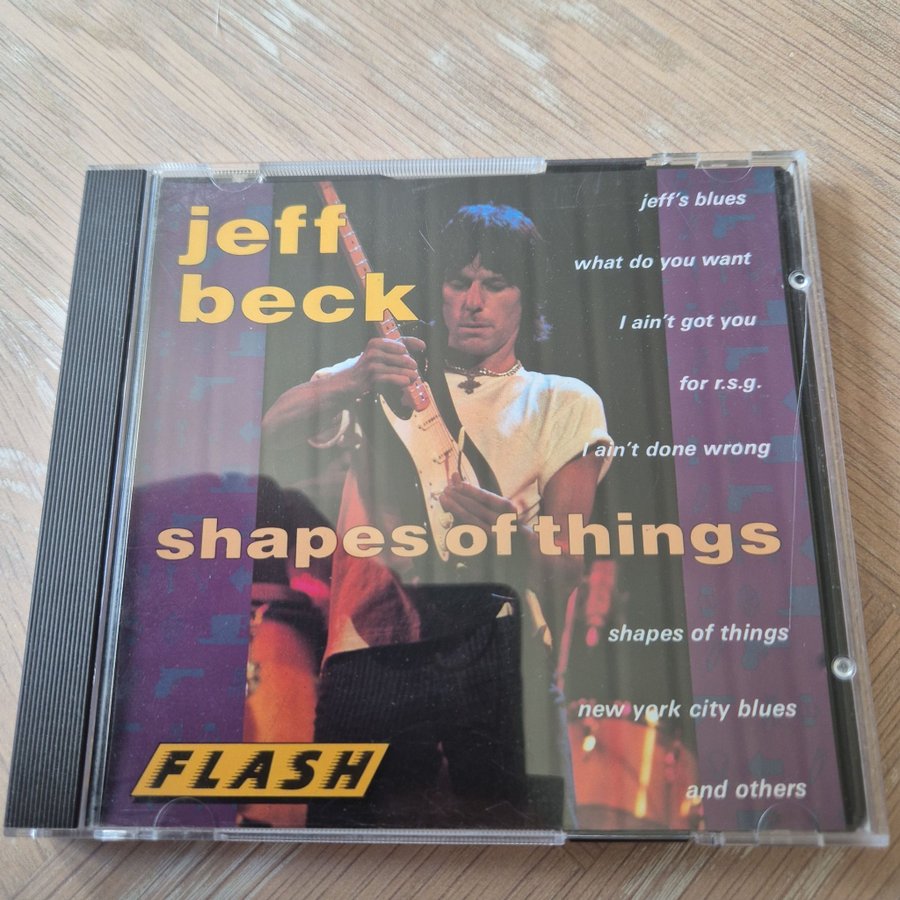 jeff
beck
jeff's blues
what do you want
I ain't got you
for r.s.g.
I ain't done wrong
shapes of things
shapes of things
new york city blues
and others
FLASH